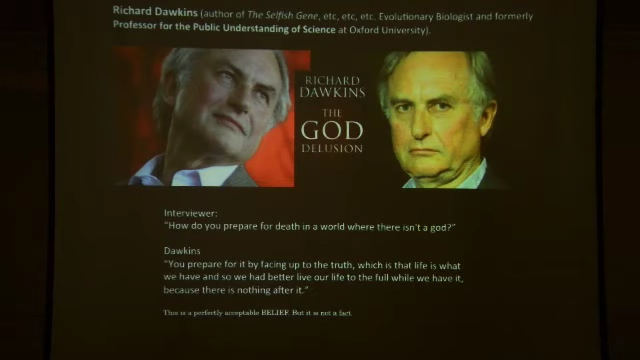 Richard Dawkins (author of The Selfish Gene, etc, etc, etc. Evolutionary Biologist and formerly
Professor for the Public Understanding of Science at Oxford University).
RICHARD
DAWKINS
THE
GOD
DELUSION
Interviewer:
"How do you prepare for death in a world where there isn't a god?"
Dawkins
"You prepare for it by facing up to the truth, which is that life is what
we have and so we had better live our life to the full while we have it,
because there is nothing after it."
This is a perfectly acceptable BELIEF. But it is not a fact.